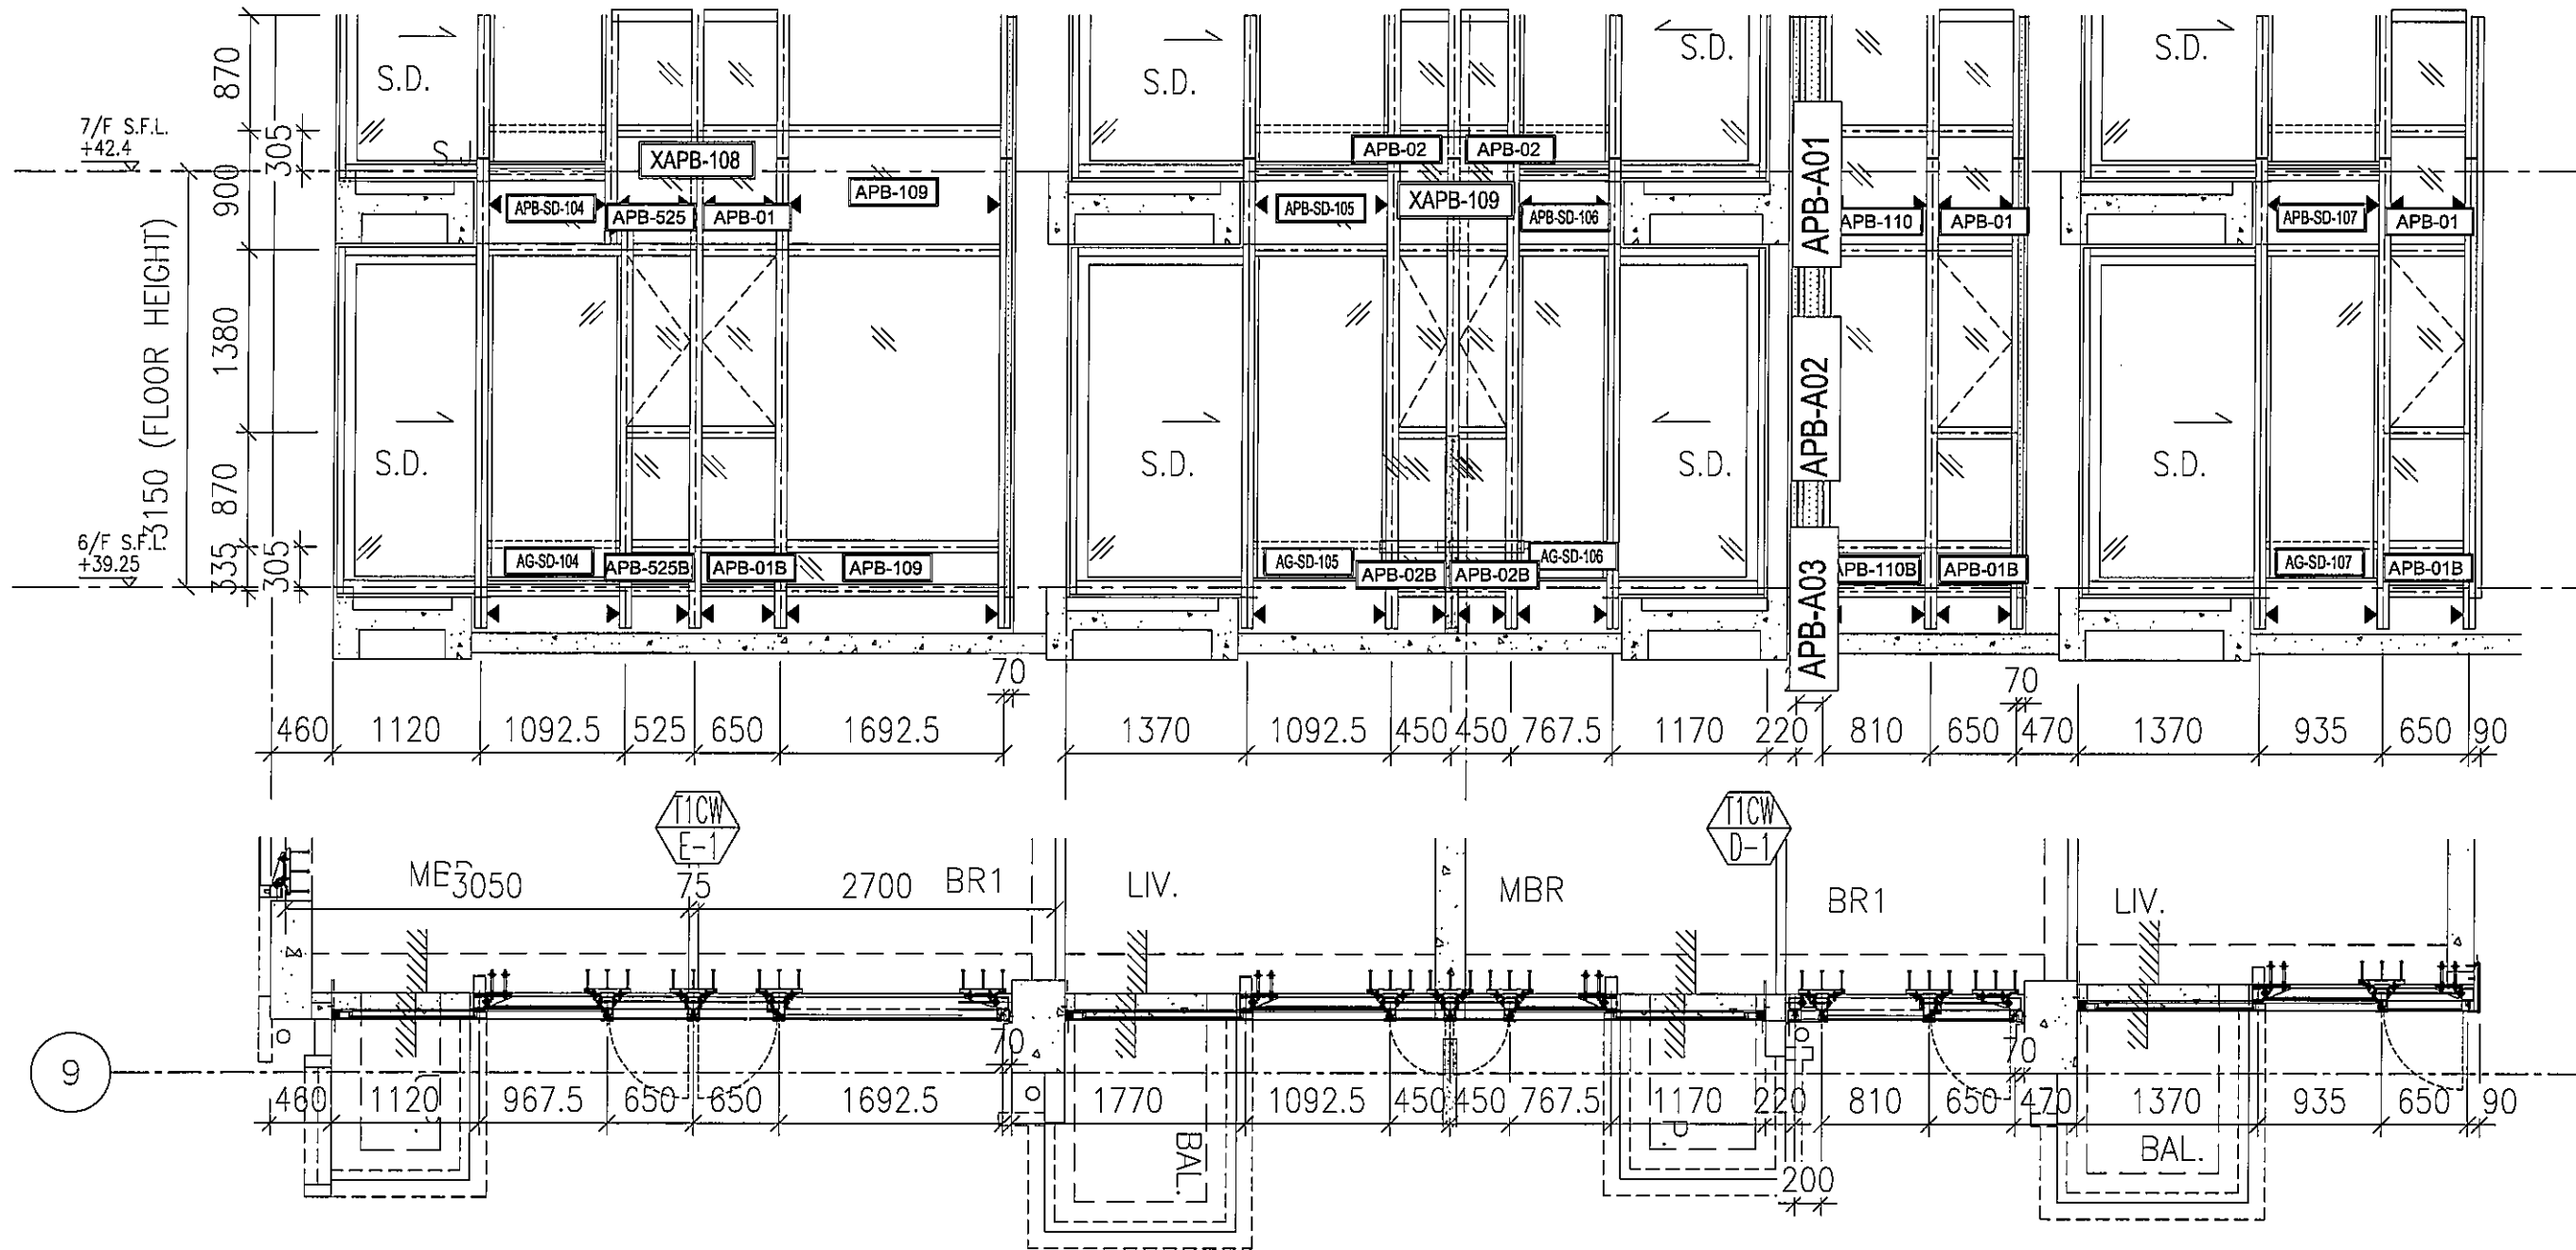 S.D.
S.D.
S.D.
S.D.
870
7/F S.F.L.
+42.4
305
S.J
XAPB-108
APB-02
APB-02
APB-A01
900
APB-109
APB-SD-104
APB-525
APB-01
APB-SD-105
XAPB-109
APB-SD-106
APB-110
APB-01
APB-SD-107
APB-01
3150 (FLOOR HEIGHT)
1380
APB-A02
S.D.
S.D.
S.D.
S.D.
870
6/F S.F.L.
+39.25
335
305
AG-SD-104
APB-525B
APB-01B
APB-109
AG-SD-105
APB-02B
APB-02B
AG-SD-106
APB-A03
APB-110B
APB-01B
AG-SD-107
APB-01B
70
70
460 1120 1092.5 525 650 1692.5 1370 1092.5 450 450 767.5 1170 220 810 650 470 1370 935 650 90
T1CW
E-1
T1CW
D-1
3050 75 2700 BR1 LIV. MBR BR1 LIV.
9
70
70
460 1120 967.5 650 650 1692.5 1770 1092.5 450 450 767.5 1170 220 810 650 470 1370 935 650 90
BAL.
BAL.
200